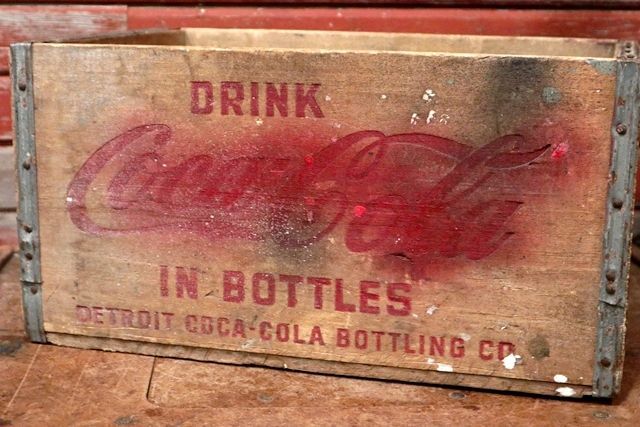 DRINK
Coca-Cola
IN BOTTLES
DETROIT COCA-COLA BOTTLING CO.